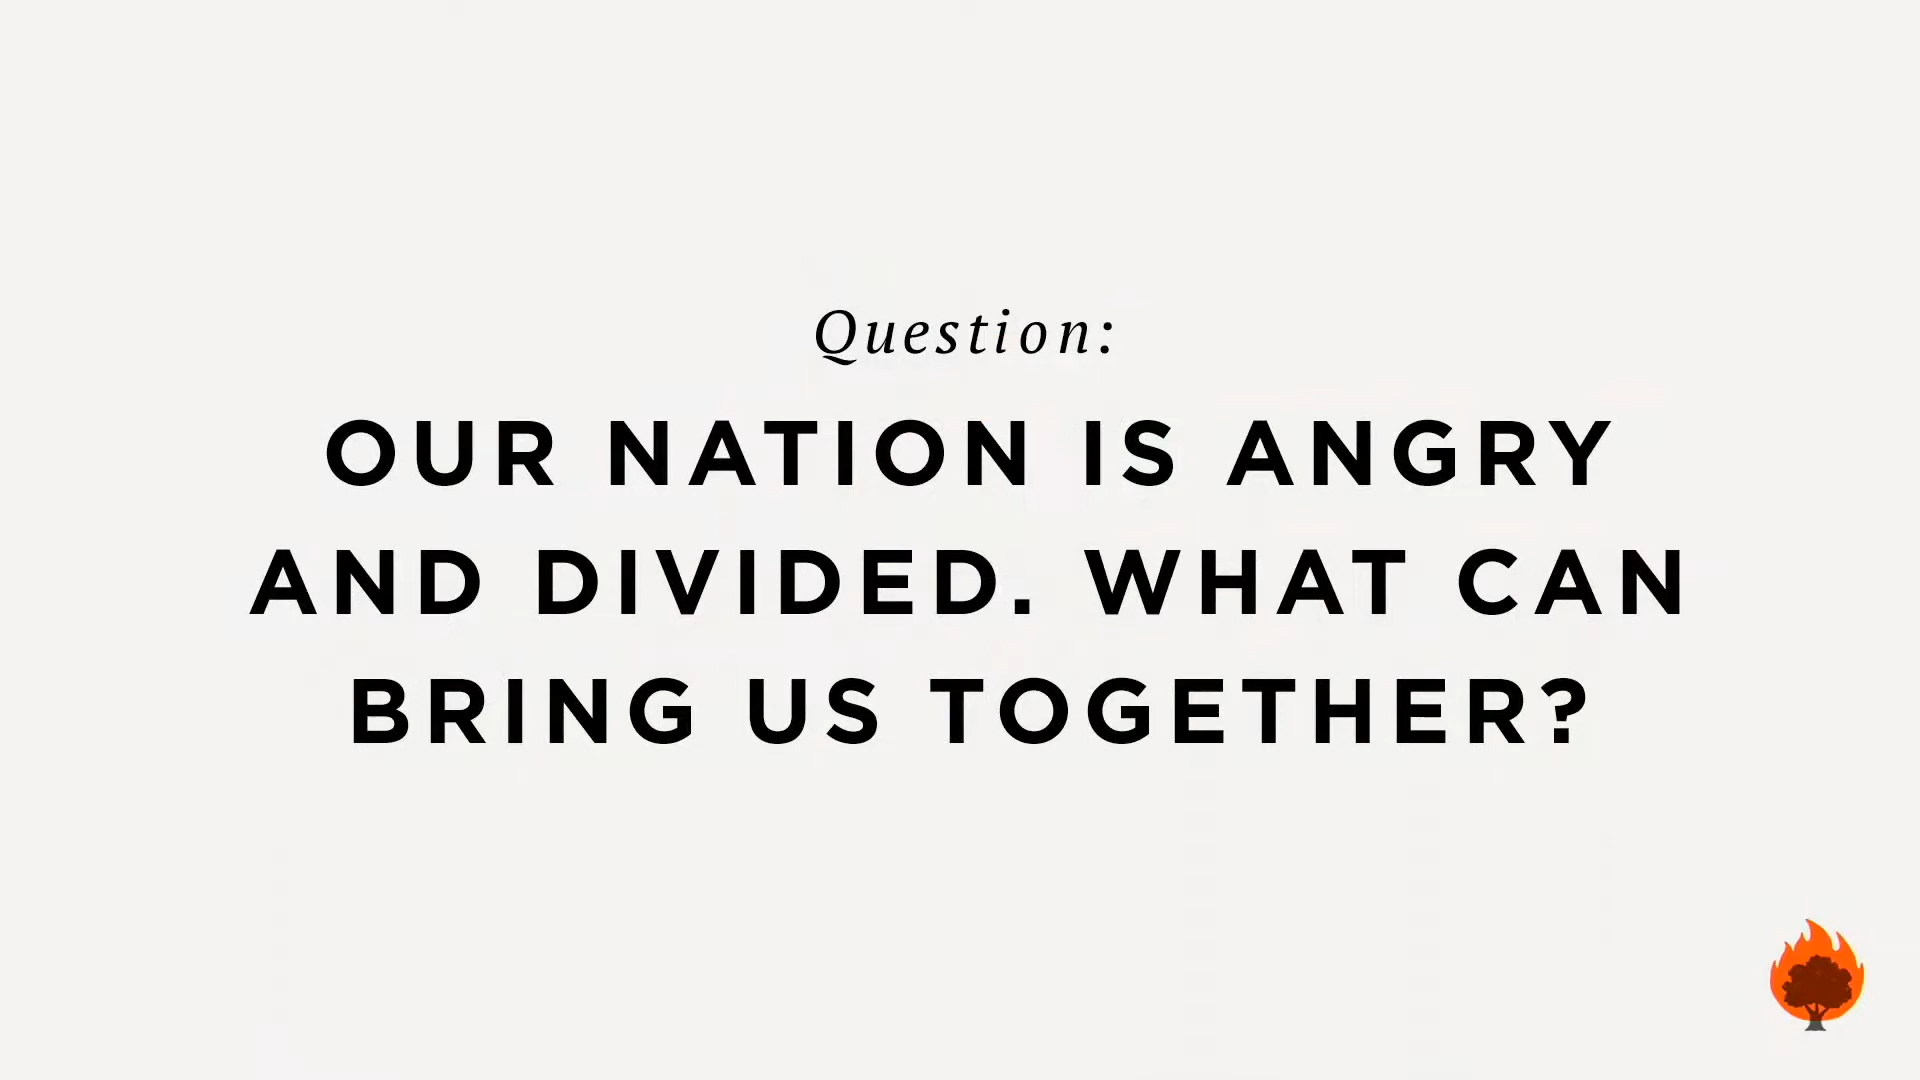 Question:
OUR NATION IS ANGRY
AND DIVIDED. WHAT CAN
BRING US TOGETHER?